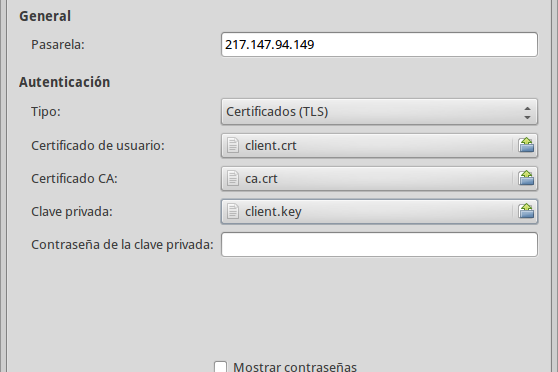 General
Pasarela: 217.147.94.149
Autenticación
Tipo: Certificados (TLS)
Certificado de usuario: client.crt
Certificado CA: ca.crt
Clave privada: client.key
Contraseña de la clave privada:
Mostrar contraseñas